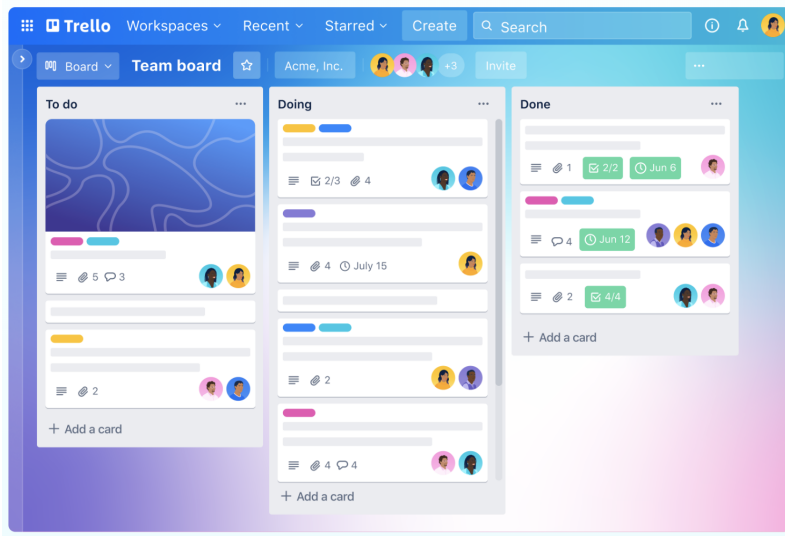 Trello Workspaces Recent Starred Create Search
Board Team board Acme, Inc. +3 Invite
To do
5 3
2
+ Add a card
Doing
2/3 4
4 July 15
2
4 4
+ Add a card
Done
1 2/2 Jun 6
4 Jun 12
2 4/4
+ Add a card